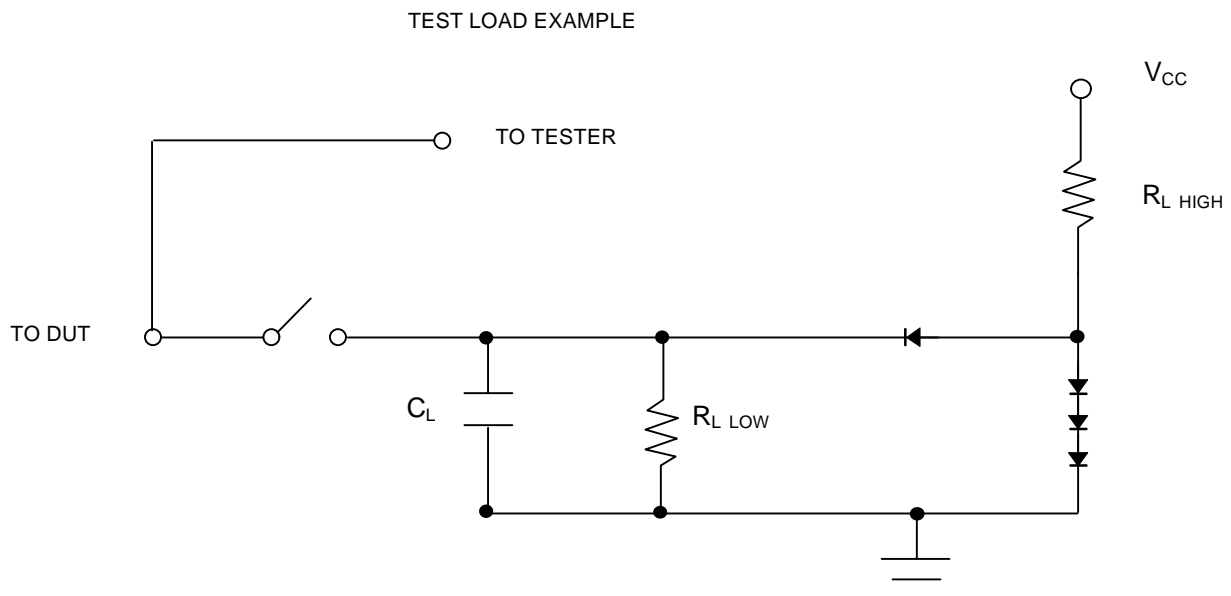 TEST LOAD EXAMPLE
V_CC
TO TESTER
R_L HIGH
TO DUT
C_L
R_L LOW